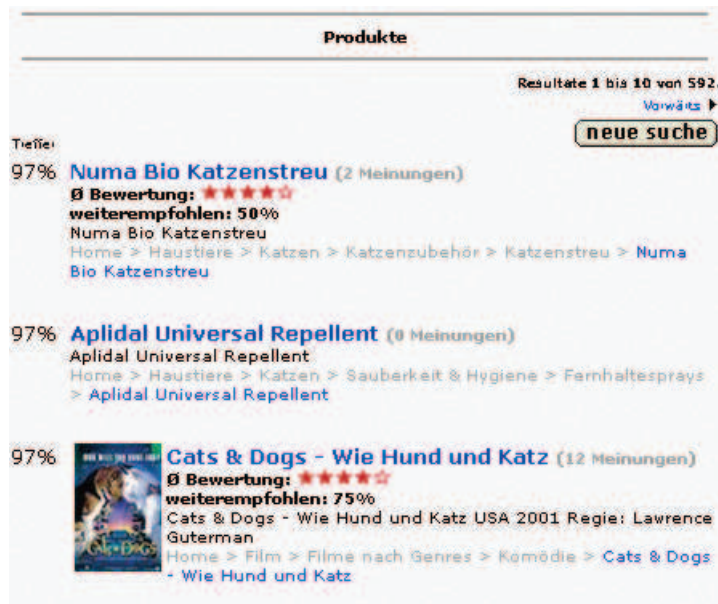 Produkte
Resultate 1 bis 10 von 592.
Vorwärts
neue suche
Treffer
97% Numa Bio Katzenstreu (2 Meinungen)
Ø Bewertung:
weiterempfohlen: 50%
Numa Bio Katzenstreu
Home > Haustiere > Katzen > Katzenzubehör > Katzenstreu > Numa
Bio Katzenstreu
97% Aplidal Universal Repellent (0 Meinungen)
Aplidal Universal Repellent
Home > Haustiere > Katzen > Sauberkeit & Hygiene > Fernhaltesprays
> Aplidal Universal Repellent
97% Cats & Dogs - Wie Hund und Katz (12 Meinungen)
Ø Bewertung:
weiterempfohlen: 75%
Cats & Dogs - Wie Hund und Katz USA 2001 Regie: Lawrence
Guterman
Home > Film > Filme nach Genres > Komödie > Cats & Dogs
- Wie Hund und Katz
CATS & DOGS